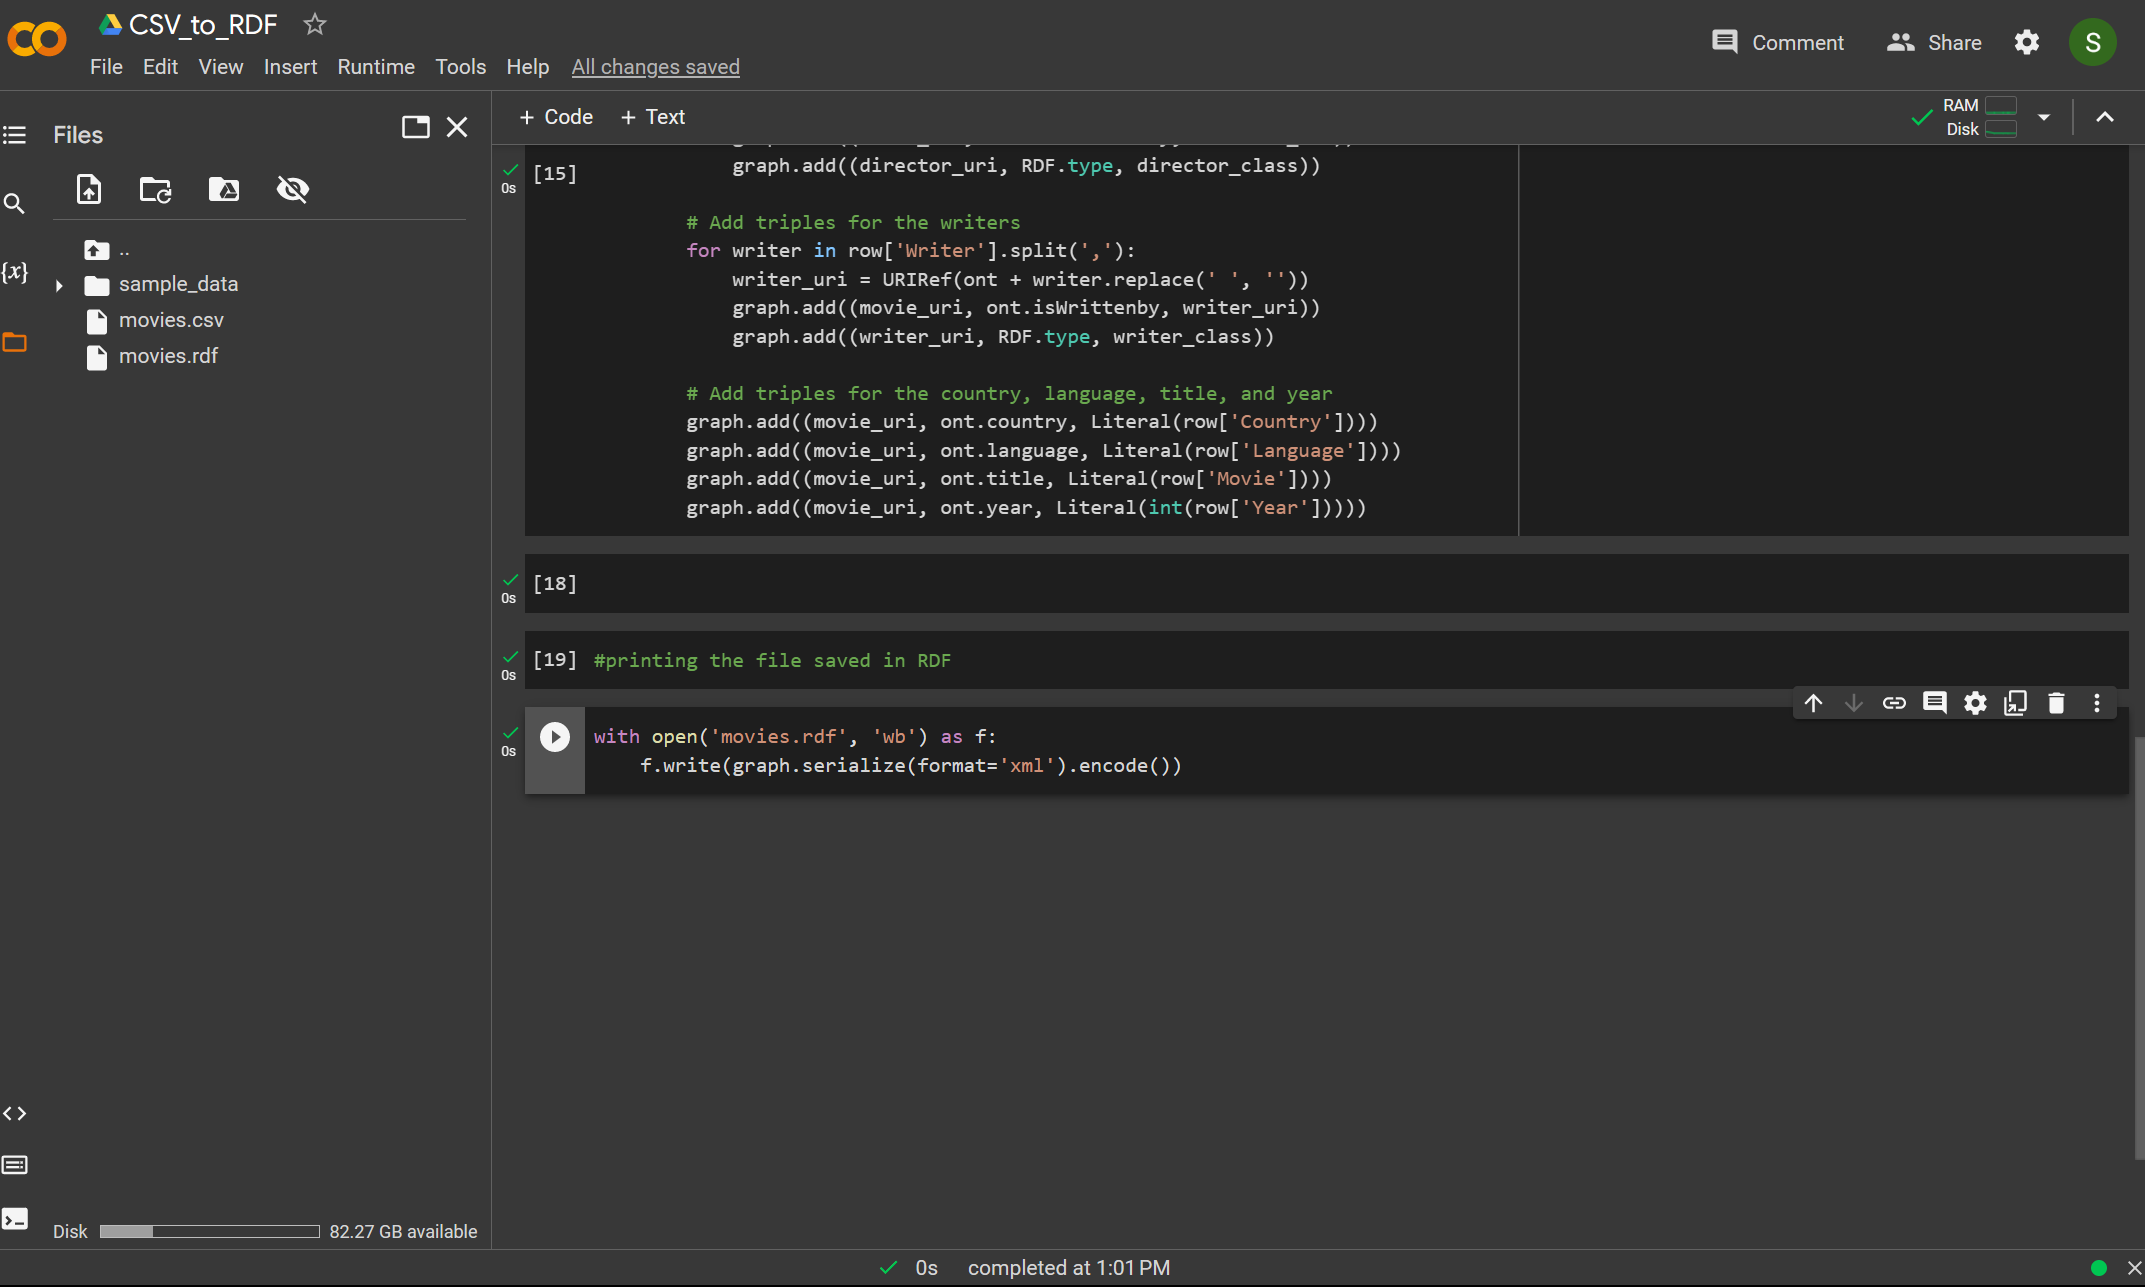 CSV_to_RDF
File Edit View Insert Runtime Tools Help All changes saved
Comment Share S
Files
+ Code + Text
RAM
Disk
..
sample_data
movies.csv
movies.rdf
{x}
0s
[15]
graph.add((director_uri, RDF.type, director_class))
# Add triples for the writers
for writer in row['Writer'].split(','):
writer_uri = URIRef(ont + writer.replace(' ', ''))
graph.add((movie_uri, ont.isWrittenby, writer_uri))
graph.add((writer_uri, RDF.type, writer_class))
# Add triples for the country, language, title, and year
graph.add((movie_uri, ont.country, Literal(row['Country'])))
graph.add((movie_uri, ont.language, Literal(row['Language'])))
graph.add((movie_uri, ont.title, Literal(row['Movie'])))
graph.add((movie_uri, ont.year, Literal(int(row['Year']))))
0s
[18]
0s
[19] #printing the file saved in RDF
0s
with open('movies.rdf', 'wb') as f:
f.write(graph.serialize(format='xml').encode())
Disk 82.27 GB available
0s completed at 1:01 PM